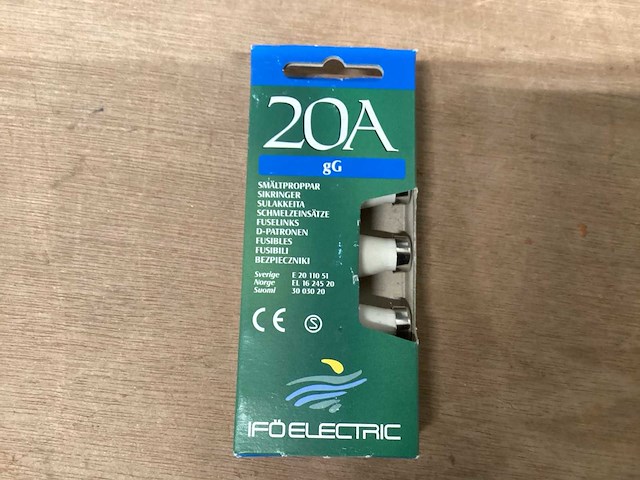 20A
gG
SMÄLTPROPPAR
SIKRINGER
SULAKKEITA
SCHMELZEINSÄTZE
FUSELINKS
D-PATRONEN
FUSIBLES
FUSIBILI
BEZPIECZNIKI
Sverige E 20 110 51
Norge EL 16 245 20
Suomi 30 030 20
CE S
IFÖ ELECTRIC